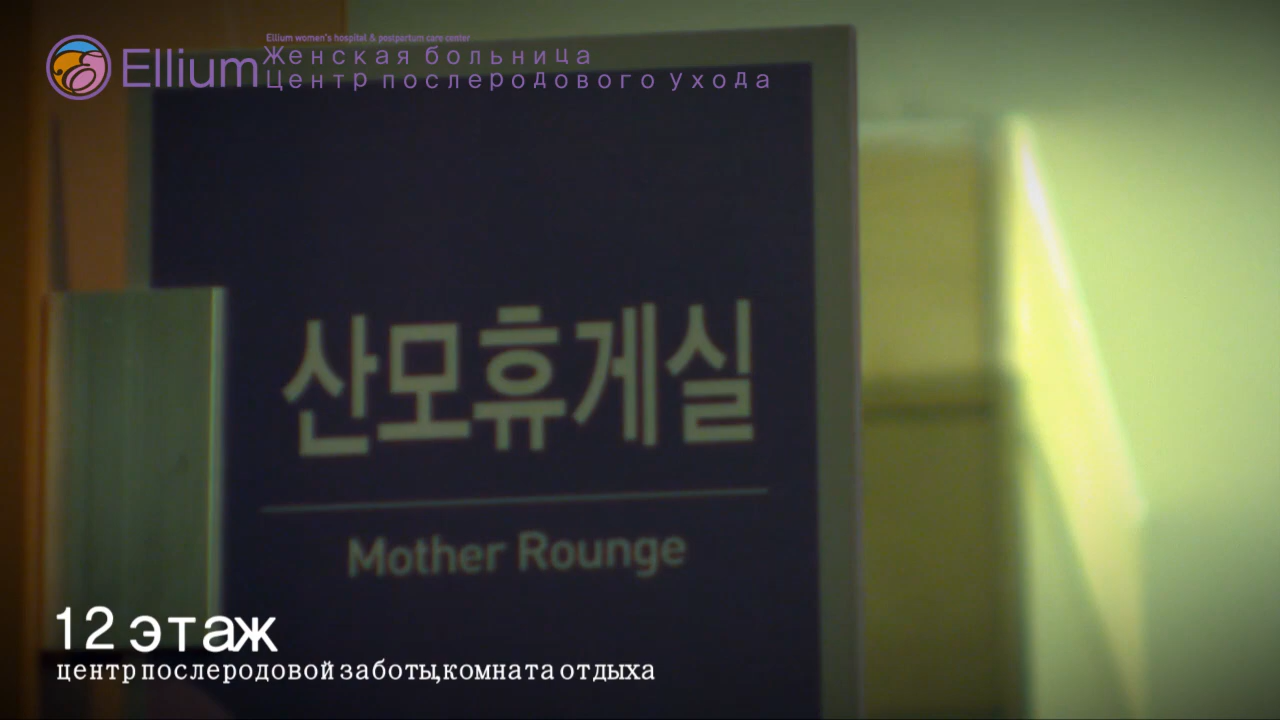 Ellium women's hospital & postpartum care center
Ellium
Женская больница
Центр послеродового ухода
산모휴게실
Mother Rounge
12 этаж
центр послеродовой заботы,комната отдыха